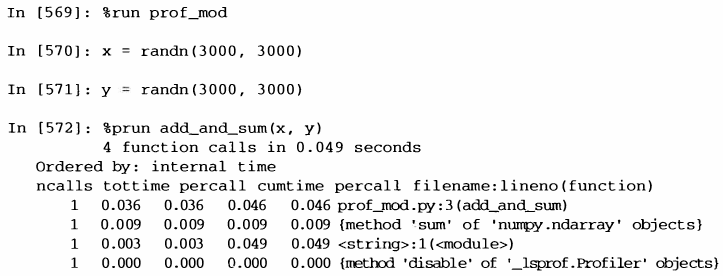 In [569]: %run prof_mod
In [570]: x = randn(3000, 3000)
In [571]: y = randn(3000, 3000)
In [572]: %prun add_and_sum(x, y)
4 function calls in 0.049 seconds
Ordered by: internal time
ncalls tottime percall cumtime percall filename:lineno(function)
1 0.036 0.036 0.046 0.046 prof_mod.py:3(add_and_sum)
1 0.009 0.009 0.009 0.009 {method 'sum' of 'numpy.ndarray' objects}
1 0.003 0.003 0.049 0.049 <string>:1(<module>)
1 0.000 0.000 0.000 0.000 {method 'disable' of '_lsprof.Profiler' objects}